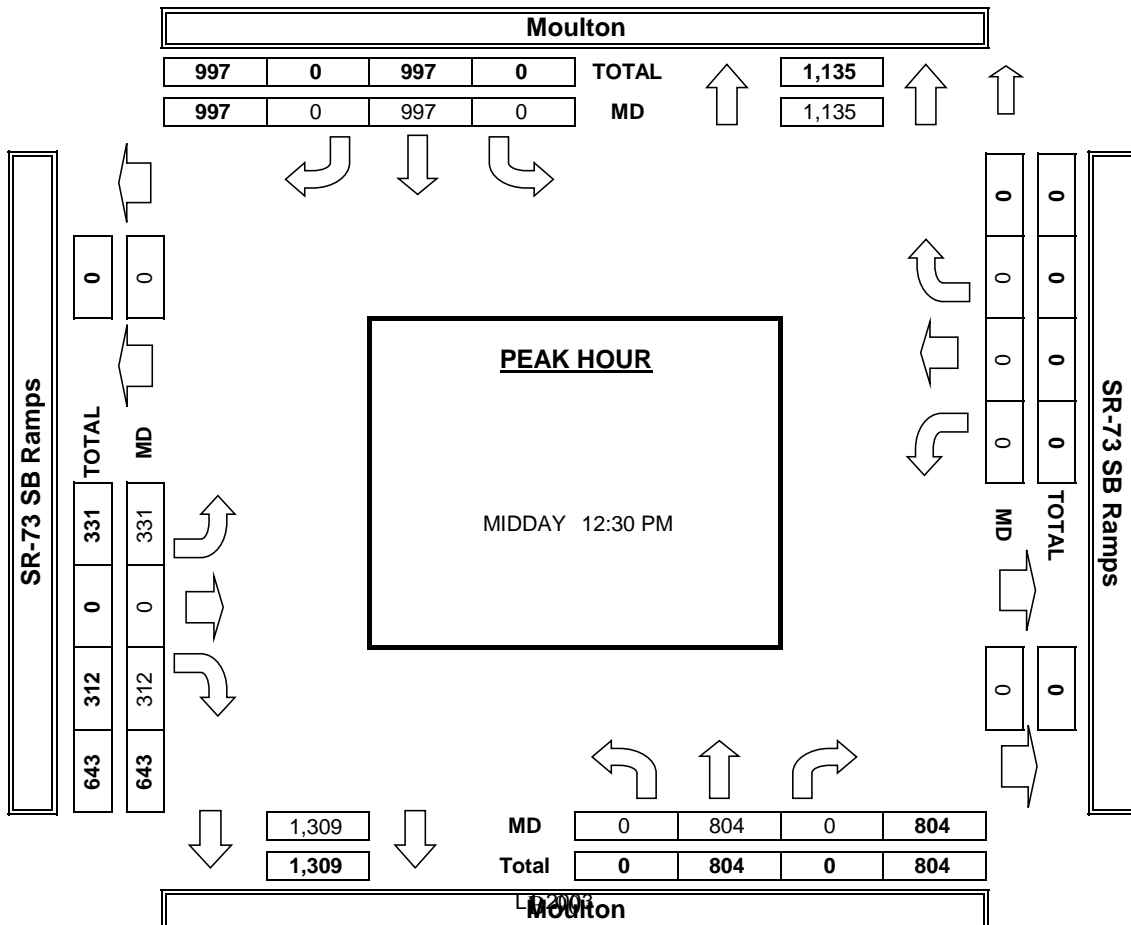 Moulton
997 0 997 0 TOTAL 1,135
997 0 997 0 MD 1,135
SR-73 SB Ramps
TOTAL 0 331 0 312 643
MD 0 331 0 312 643
PEAK HOUR
MIDDAY 12:30 PM
0 0 0 0 MD 0
0 0 0 0 TOTAL 0
SR-73 SB Ramps
1,309 MD 0 804 0 804
1,309 Total 0 804 0 804
Moulton